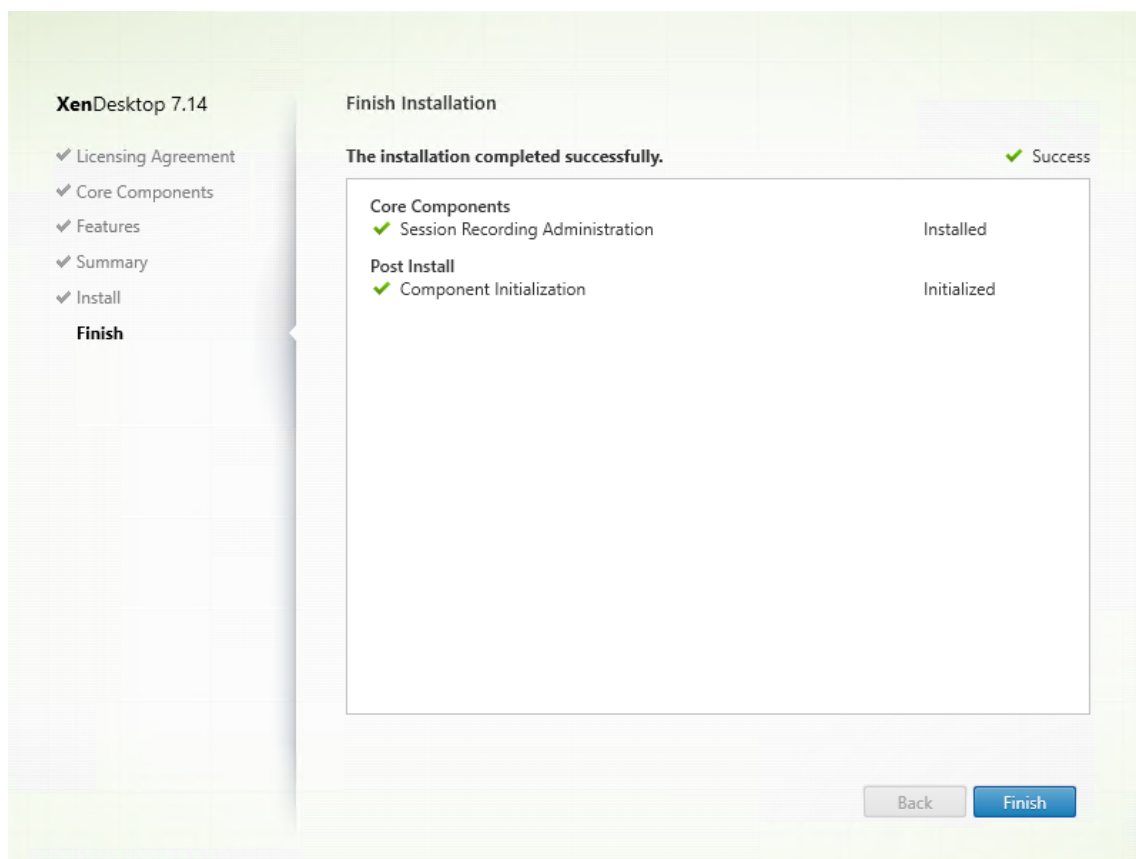 XenDesktop 7.14
Licensing Agreement
Core Components
Features
Summary
Install
Finish
Finish Installation
The installation completed successfully.
Success
Core Components
Session Recording Administration Installed
Post Install
Component Initialization Initialized
Back Finish